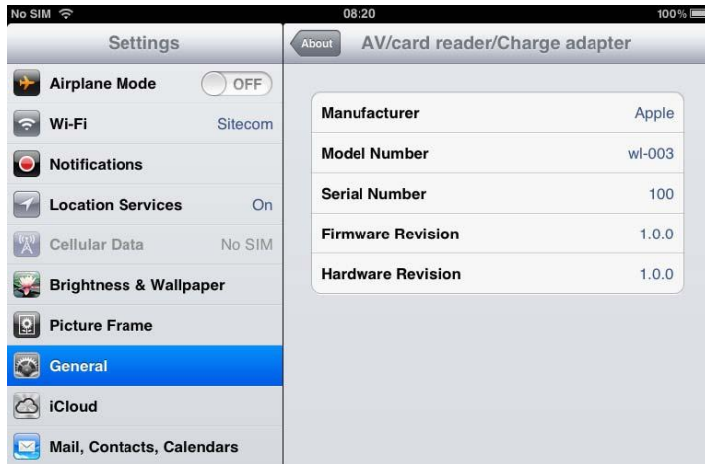 No SIM 08:20 100%
Settings
Airplane Mode OFF
Wi-Fi Sitecom
Notifications
Location Services On
Cellular Data No SIM
Brightness & Wallpaper
Picture Frame
General
iCloud
Mail, Contacts, Calendars
About AV/card reader/Charge adapter
Manufacturer Apple
Model Number wl-003
Serial Number 100
Firmware Revision 1.0.0
Hardware Revision 1.0.0